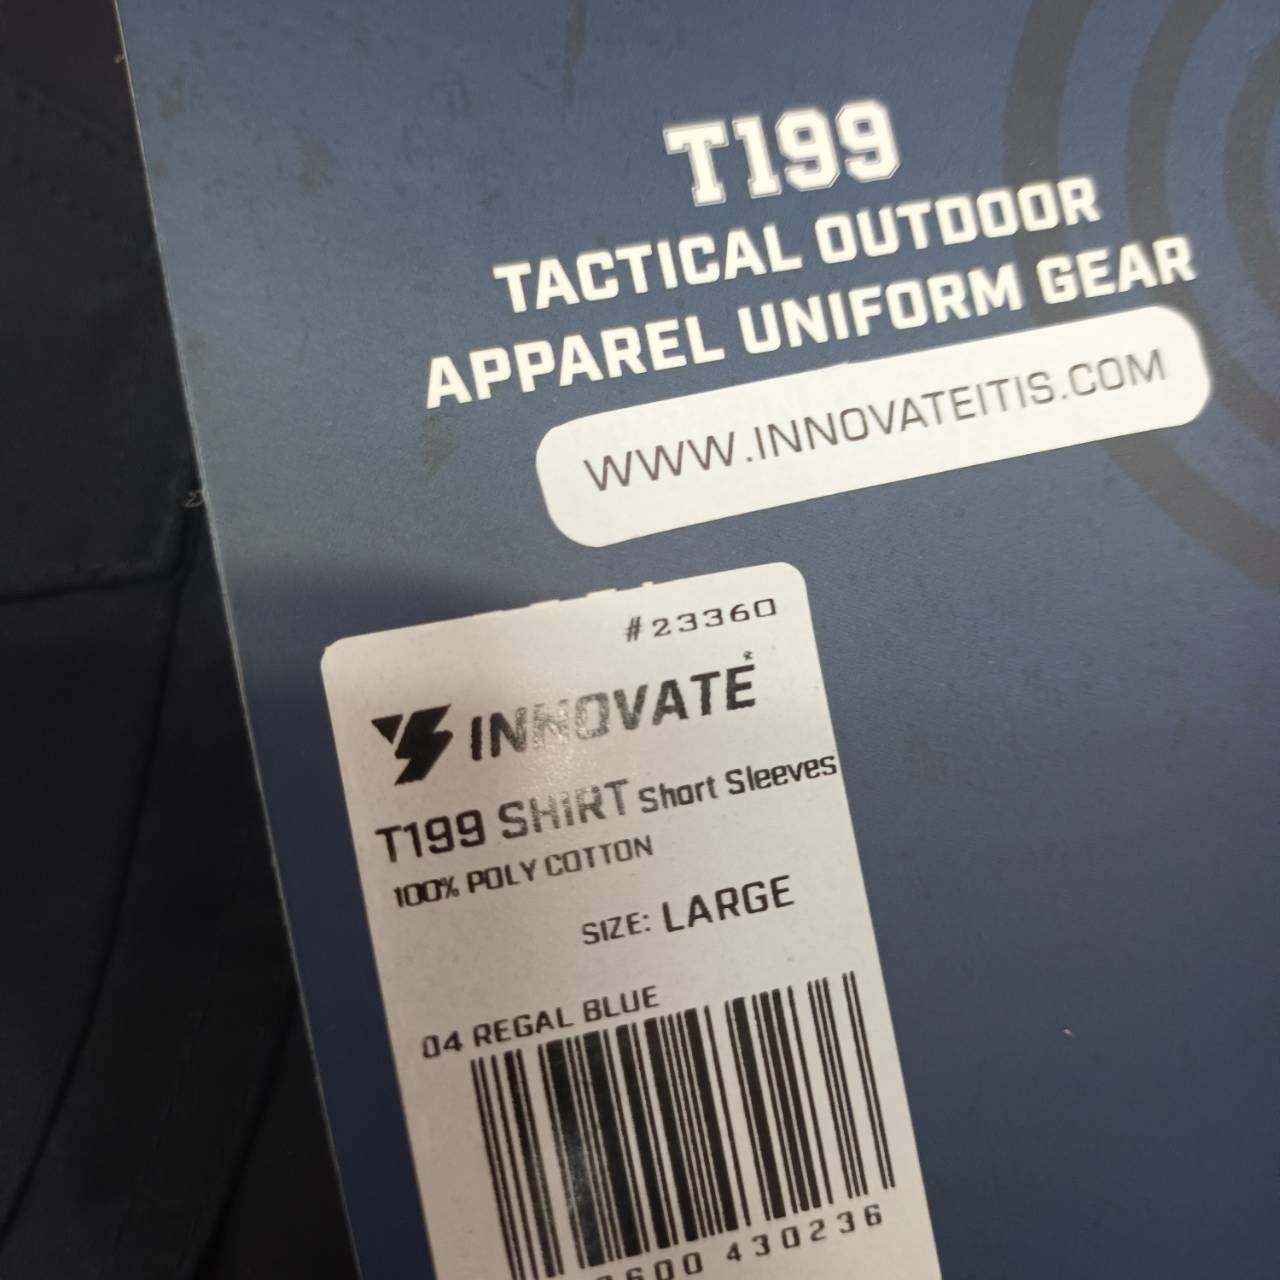 T199
TACTICAL OUTDOOR
APPAREL UNIFORM GEAR
WWW.INNOVATEITIS.COM
#23360
INNOVATE
T199 SHIRT Short Sleeves
100% POLY COTTON
SIZE: LARGE
04 REGAL BLUE
600 430236